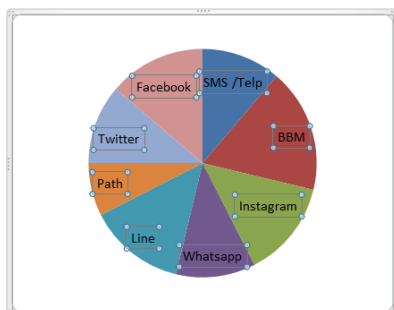 Facebook
SMS /Telp
Twitter
BBM
Path
Instagram
Line
Whatsapp